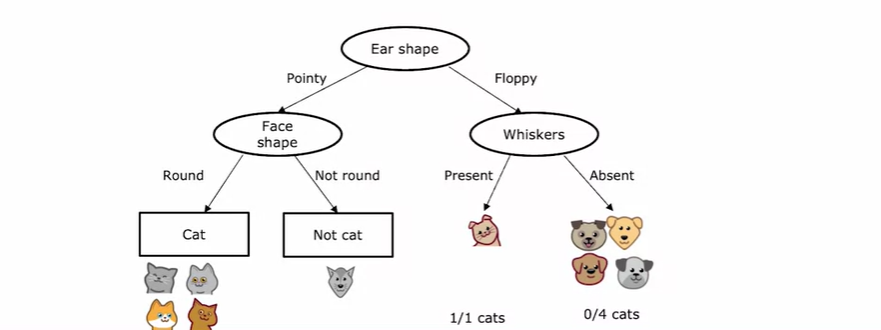 Ear shape
Pointy
Floppy
Face
shape
Whiskers
Round
Not round
Present
Absent
Cat
Not cat
1/1 cats
0/4 cats